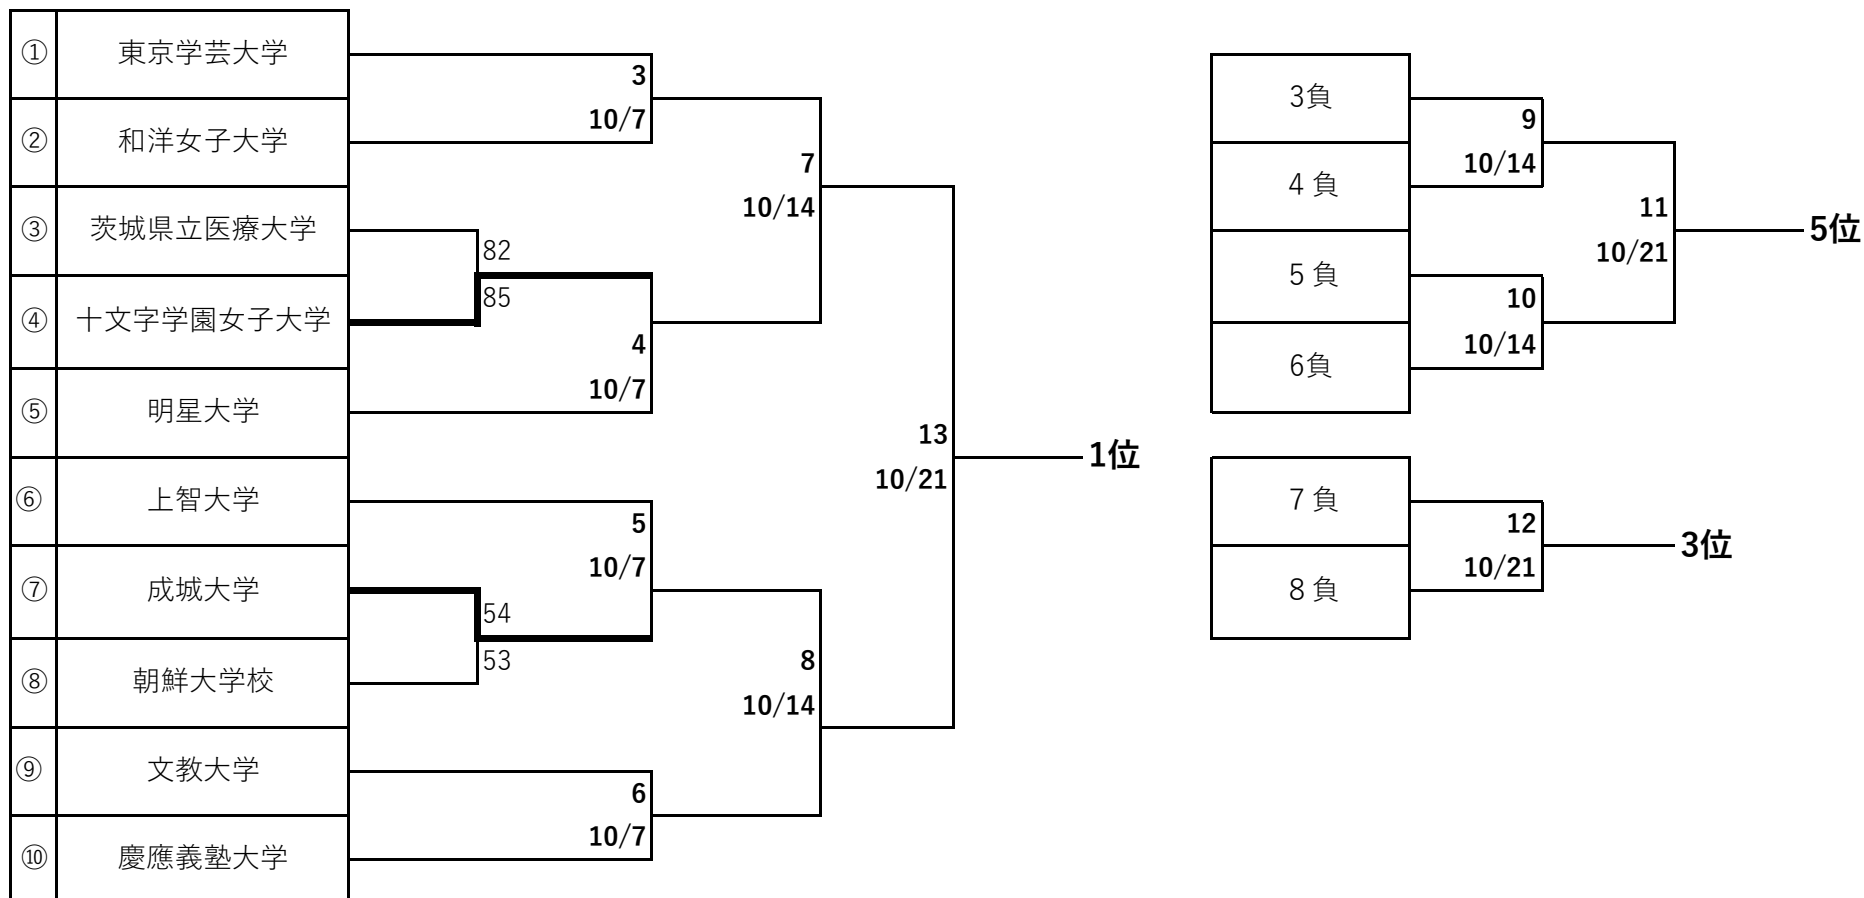 ① 東京学芸大学
② 和洋女子大学
③ 茨城県立医療大学
④ 十文字学園女子大学
⑤ 明星大学
⑥ 上智大学
⑦ 成城大学
⑧ 朝鮮大学校
⑨ 文教大学
⑩ 慶應義塾大学
82
85
54
53
3
10/7
4
10/7
5
10/7
6
10/7
7
10/14
8
10/14
13
10/21
1位
3負
4 負
5 負
6負
9
10/14
10
10/14
11
10/21
5位
7 負
8 負
12
10/21
3位